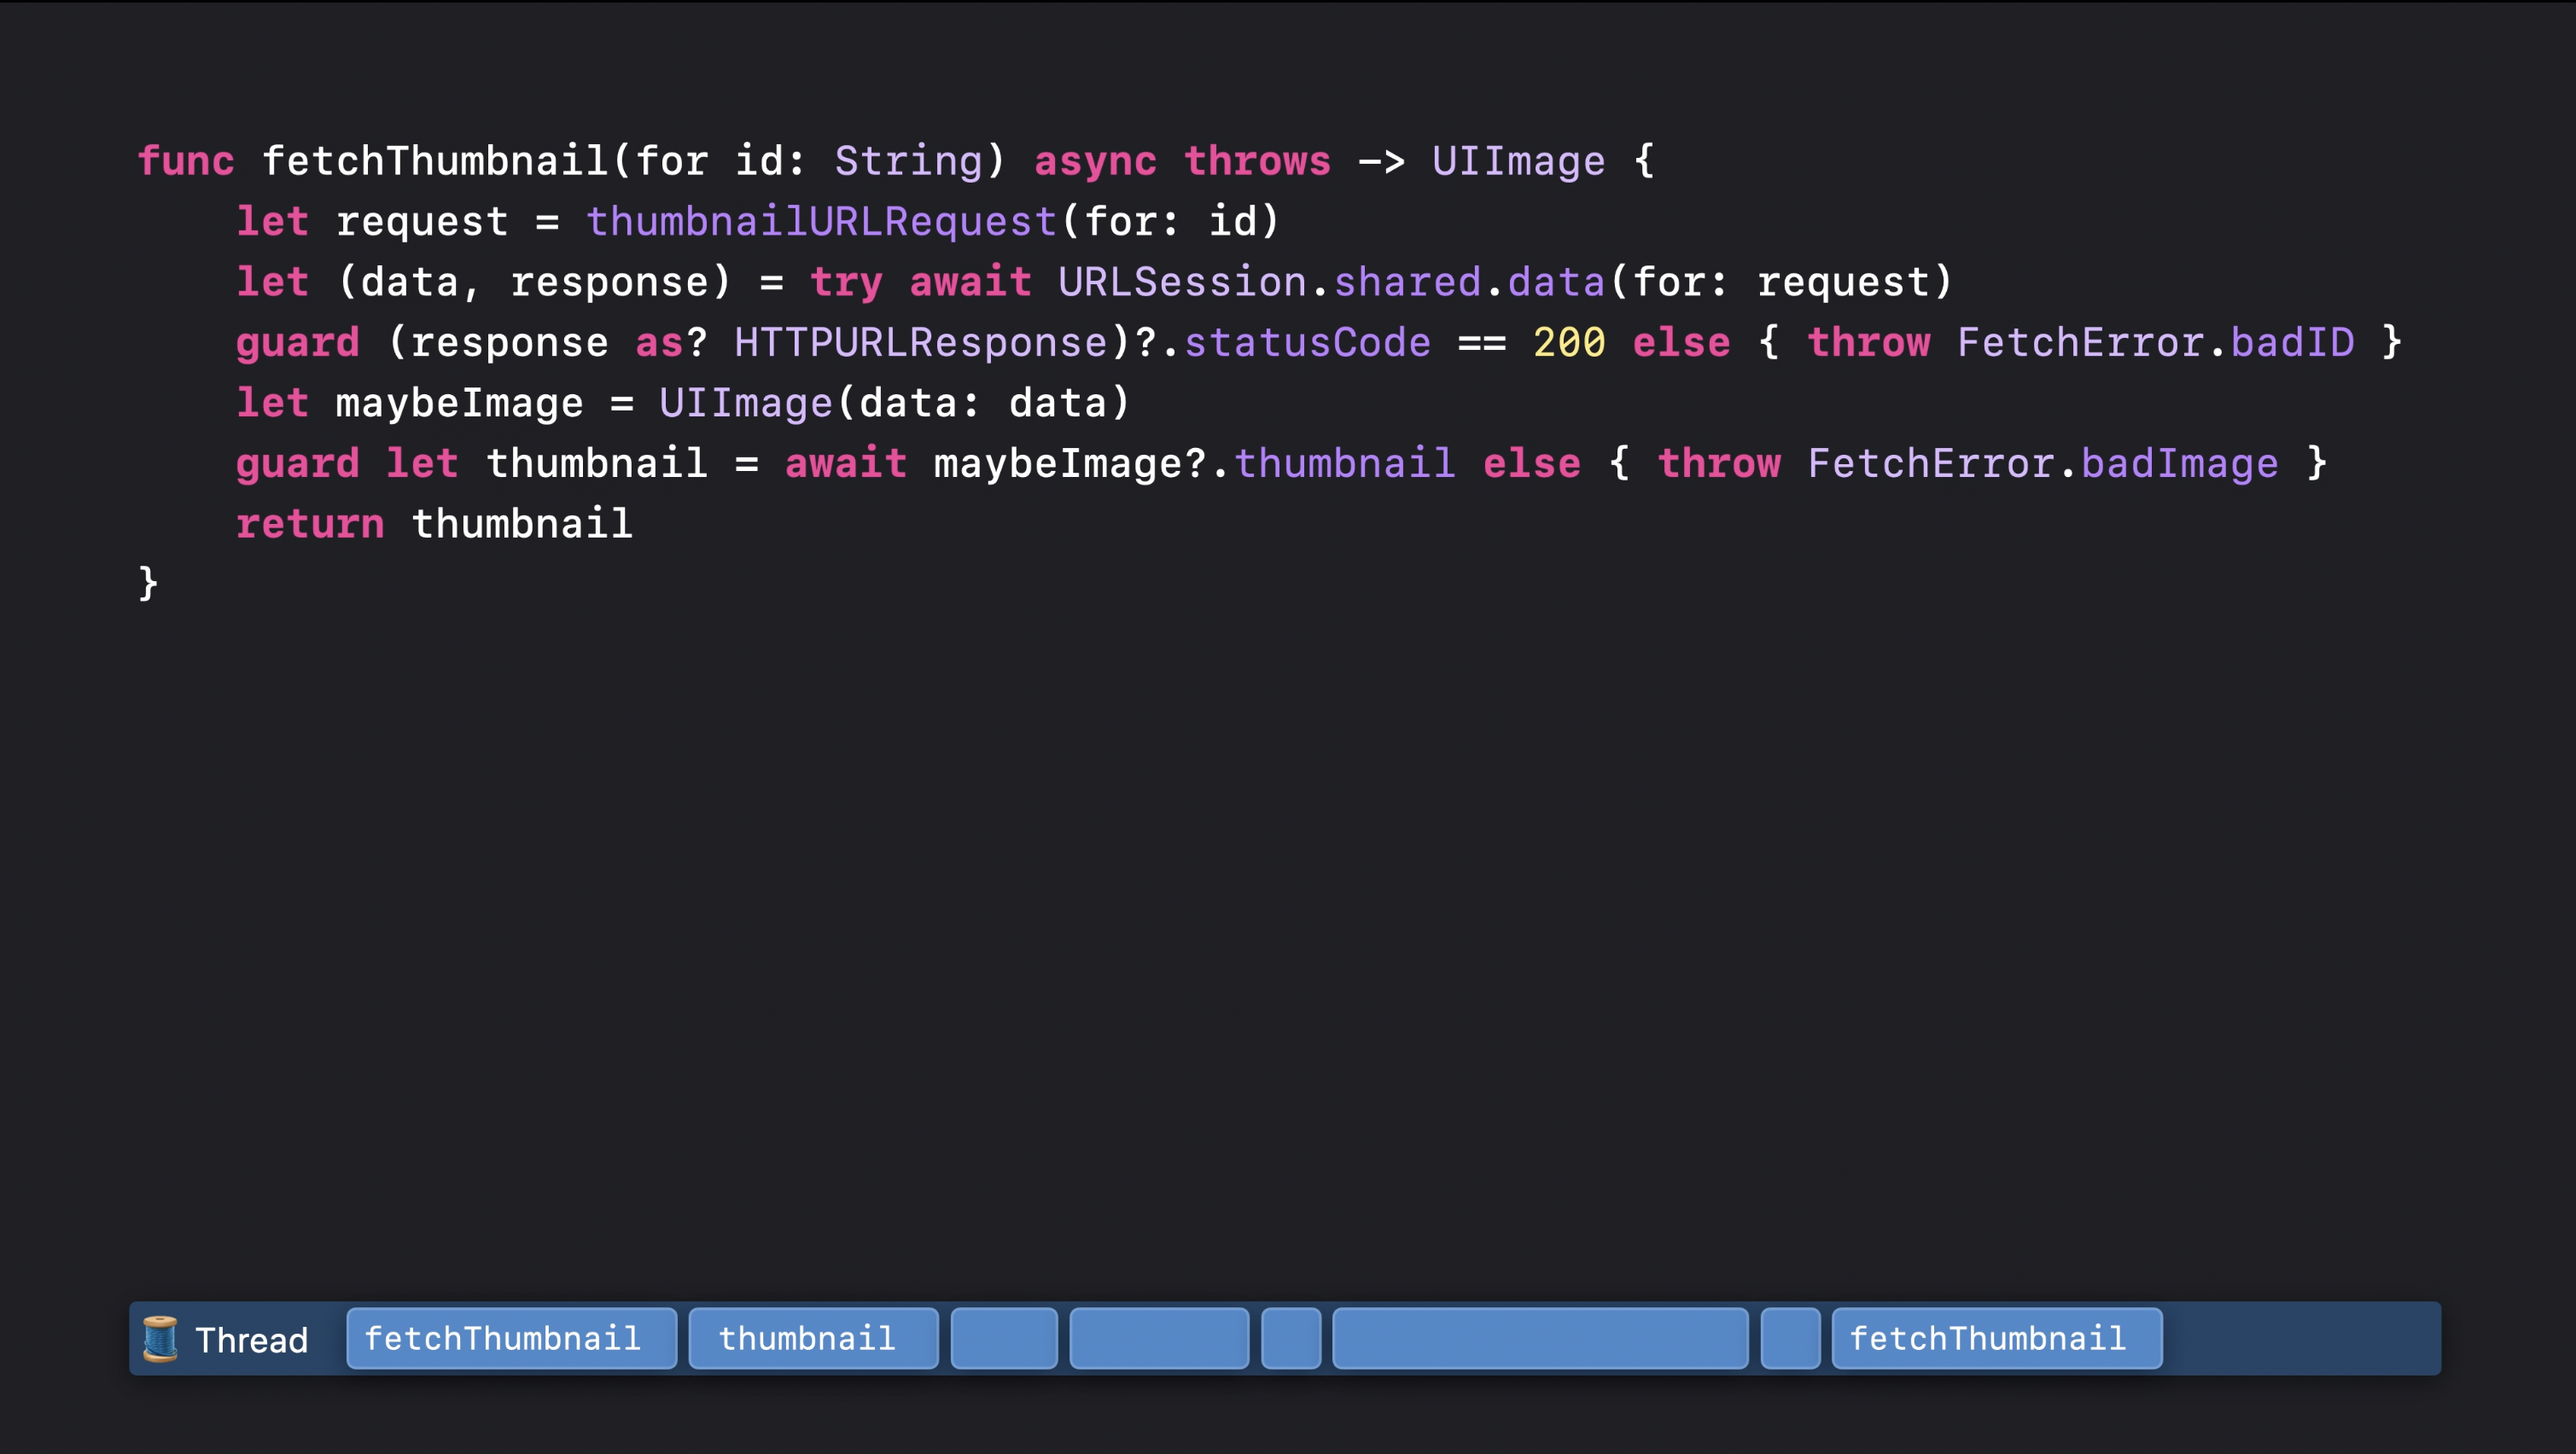 func fetchThumbnail(for id: String) async throws -> UIImage {
    let request = thumbnailURLRequest(for: id)
    let (data, response) = try await URLSession.shared.data(for: request)
    guard (response as? HTTPURLResponse)?.statusCode == 200 else { throw FetchError.badID }
    let maybeImage = UIImage(data: data)
    guard let thumbnail = await maybeImage?.thumbnail else { throw FetchError.badImage }
    return thumbnail
}
Thread fetchThumbnail thumbnail fetchThumbnail